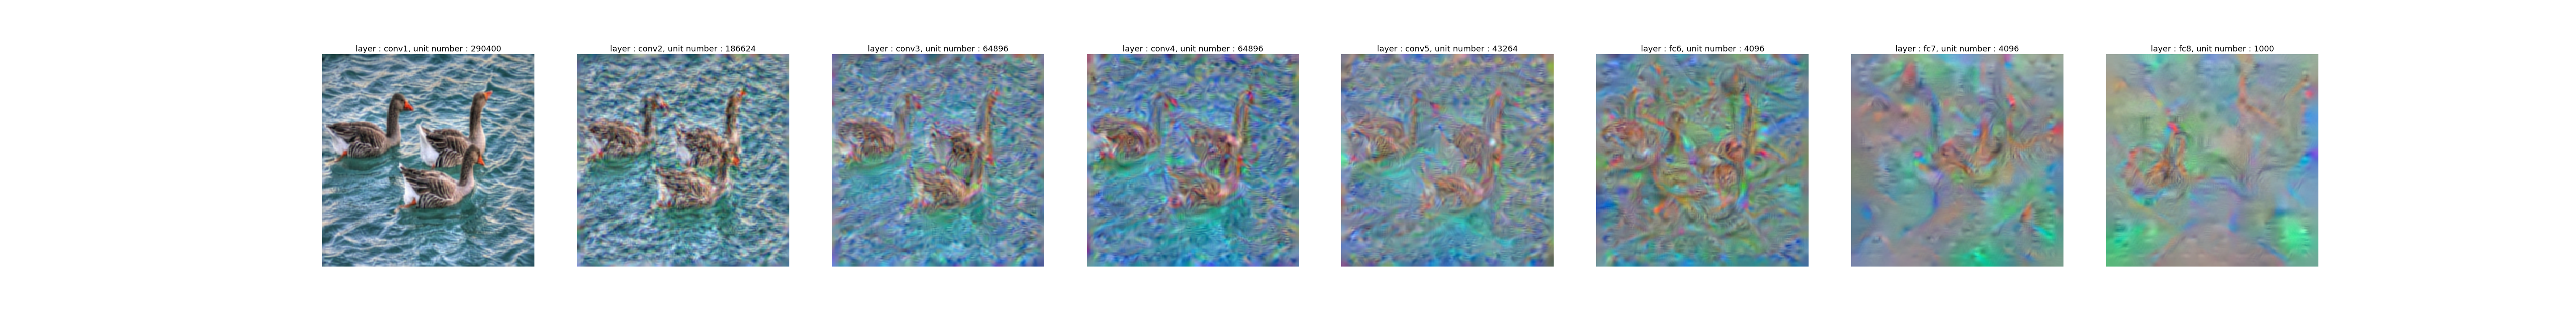 layer : conv1, unit number : 290400
layer : conv2, unit number : 186624
layer : conv3, unit number : 64896
layer : conv4, unit number : 64896
layer : conv5, unit number : 43264
layer : fc6, unit number : 4096
layer : fc7, unit number : 4096
layer : fc8, unit number : 1000